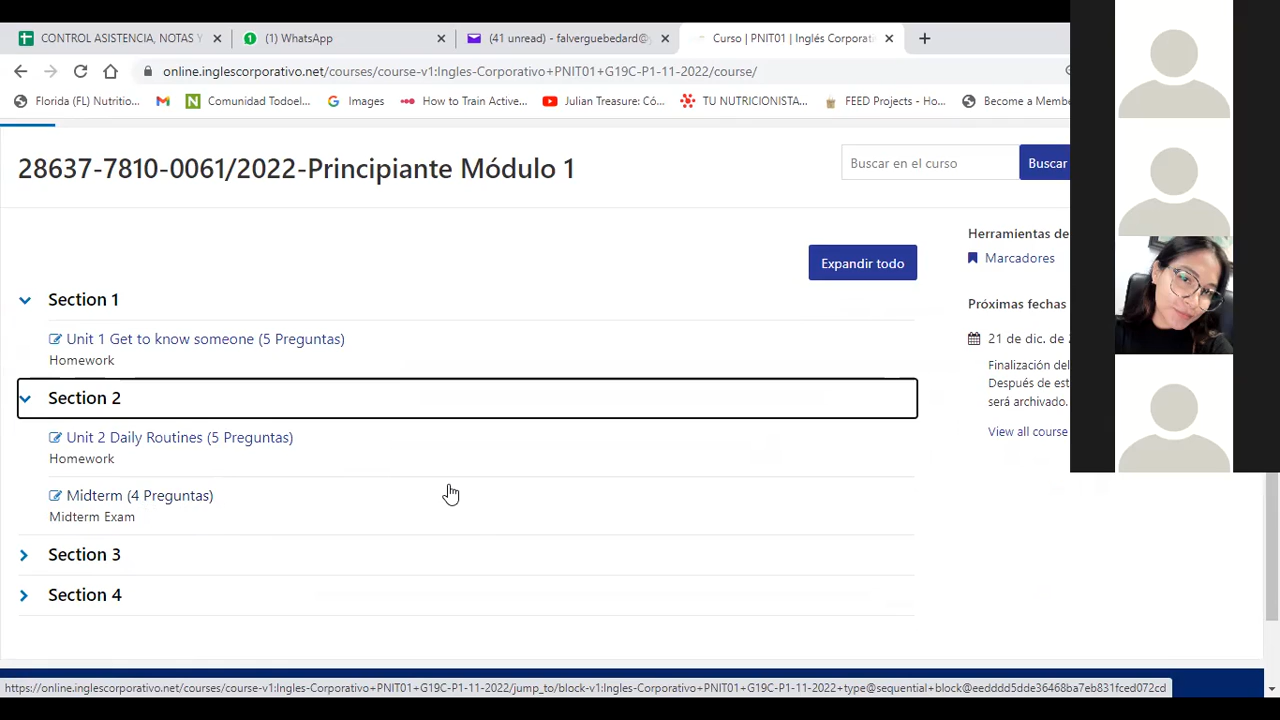 CONTROL ASISTENCIA, NOTAS Y
(1) WhatsApp
(41 unread) - falverguebedard@
Curso | PNIT01 | Inglés Corporat
online.inglescorporativo.net/courses/course-v1:Ingles-Corporativo+PNIT01+G19C-P1-11-2022/course/
Florida (FL) Nutritio...
Comunidad Todoel...
Images
How to Train Active...
Julian Treasure: Có...
TU NUTRICIONISTA...
FEED Projects - Ho...
Become a Membe
28637-7810-0061/2022-Principiante Módulo 1
Buscar en el curso
Buscar
Expandir todo
Section 1
Unit 1 Get to know someone (5 Preguntas)
Homework
Section 2
Unit 2 Daily Routines (5 Preguntas)
Homework
Midterm (4 Preguntas)
Midterm Exam
Section 3
Section 4
Herramientas de
Marcadores
Próximas fechas
21 de dic. de
Finalización del
Después de est
será archivado.
View all course
https://online.inglescorporativo.net/courses/course-v1:Ingles-Corporativo+PNIT01+G19C-P1-11-2022/jump_to/block-v1:Ingles-Corporativo+PNIT01+G19C-P1-11-2022+type@sequential+block@eedddd5dde36468ba7eb831fced072cd